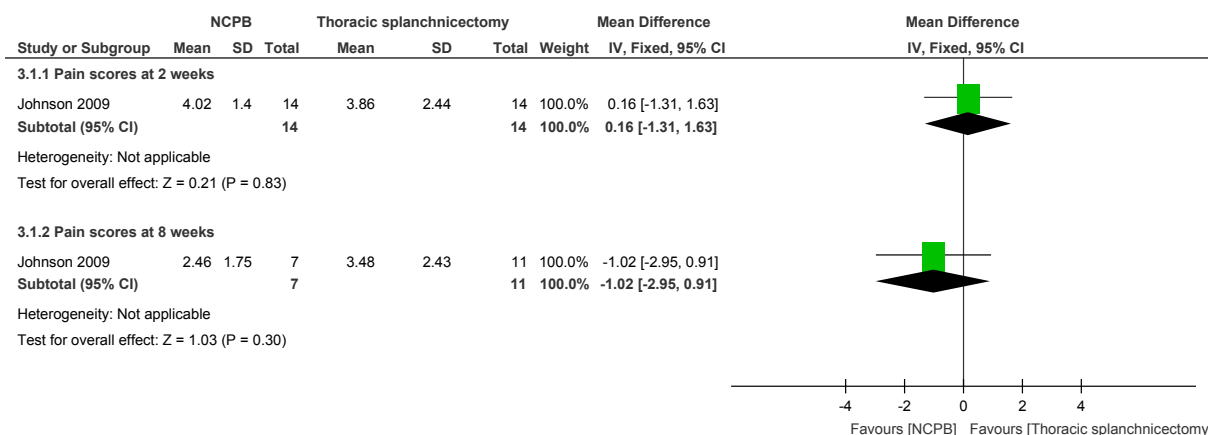 NCPB Thoracic splanchnicectomy Mean Difference Mean Difference
Study or Subgroup Mean SD Total Mean SD Total Weight IV, Fixed, 95% CI IV, Fixed, 95% CI
3.1.1 Pain scores at 2 weeks
Johnson 2009 4.02 1.4 14 3.86 2.44 14 100.0% 0.16 [-1.31, 1.63]
Subtotal (95% CI) 14 14 100.0% 0.16 [-1.31, 1.63]
Heterogeneity: Not applicable
Test for overall effect: Z = 0.21 (P = 0.83)
3.1.2 Pain scores at 8 weeks
Johnson 2009 2.46 1.75 7 3.48 2.43 11 100.0% -1.02 [-2.95, 0.91]
Subtotal (95% CI) 7 11 100.0% -1.02 [-2.95, 0.91]
Heterogeneity: Not applicable
Test for overall effect: Z = 1.03 (P = 0.30)
-4 -2 0 2 4
Favours [NCPB] Favours [Thoracic splanchnicectomy